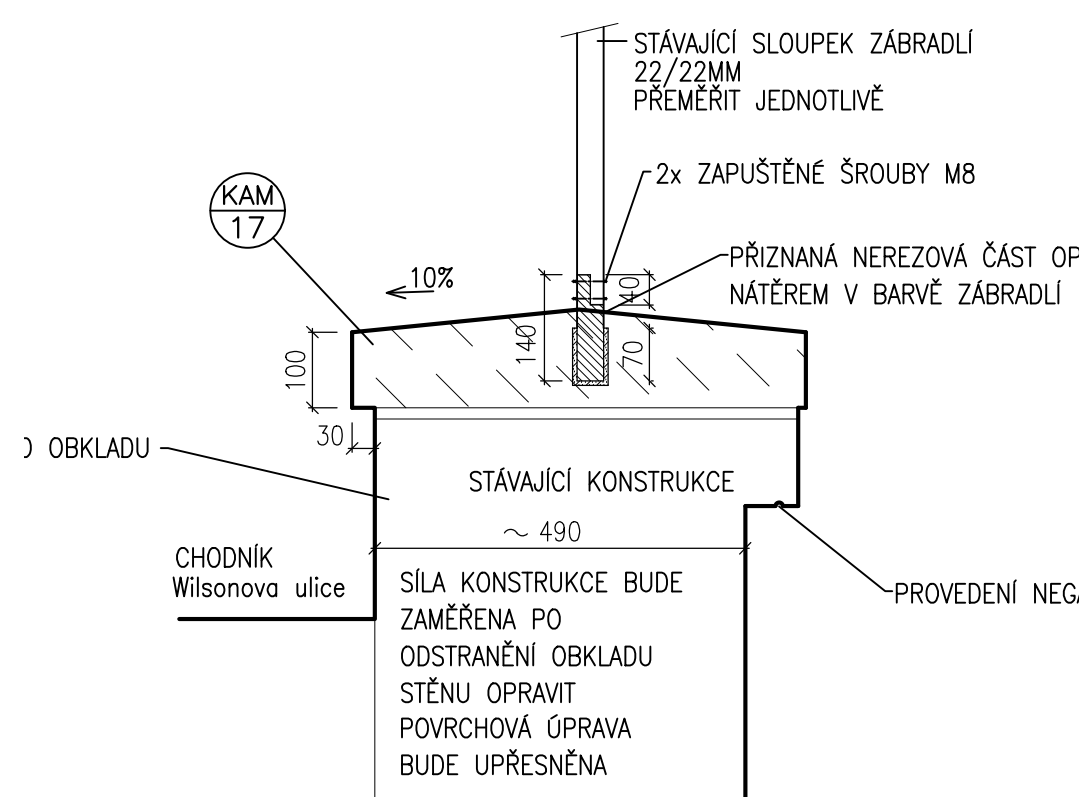 STÁVAJÍCÍ SLOUPEK ZÁBRADLÍ
22/22MM
PŘEMĚŘIT JEDNOTLIVĚ
2x ZAPUŠTĚNÉ ŠROUBY M8
KAM
17
PŘIZNANÁ NEREZOVÁ ČÁST OP
NÁTĚREM V BARVĚ ZÁBRADLÍ
10%
40
140
70
100
30
O OBKLADU
STÁVAJÍCÍ KONSTRUKCE
~ 490
CHODNÍK
Wilsonova ulice
SÍLA KONSTRUKCE BUDE
ZAMĚŘENA PO
ODSTRANĚNÍ OBKLADU
STĚNU OPRAVIT
POVRCHOVÁ ÚPRAVA
BUDE UPŘESNĚNA
PROVEDENÍ NEGA